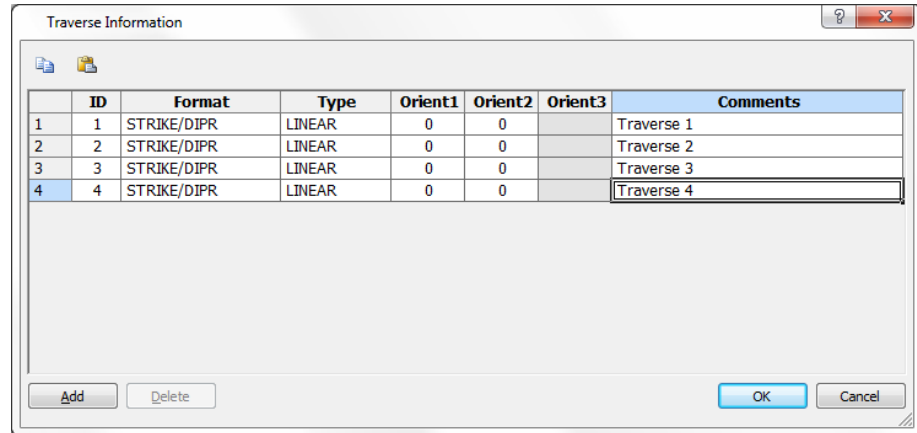 Traverse Information
?
ID Format Type Orient1 Orient2 Orient3 Comments
1 1 STRIKE/DIPR LINEAR 0 0 Traverse 1
2 2 STRIKE/DIPR LINEAR 0 0 Traverse 2
3 3 STRIKE/DIPR LINEAR 0 0 Traverse 3
4 4 STRIKE/DIPR LINEAR 0 0 Traverse 4
Add Delete OK Cancel